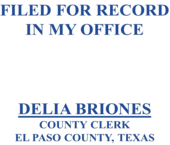 FILED FOR RECORD
IN MY OFFICE
DELIA BRIONES
COUNTY CLERK
EL PASO COUNTY, TEXAS